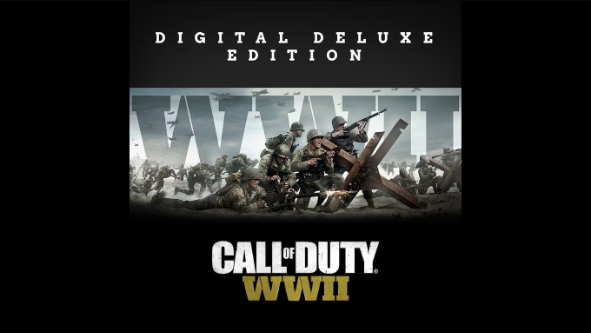 DIGITAL DELUXE
EDITION
WWII
CALL OF DUTY®
WWII